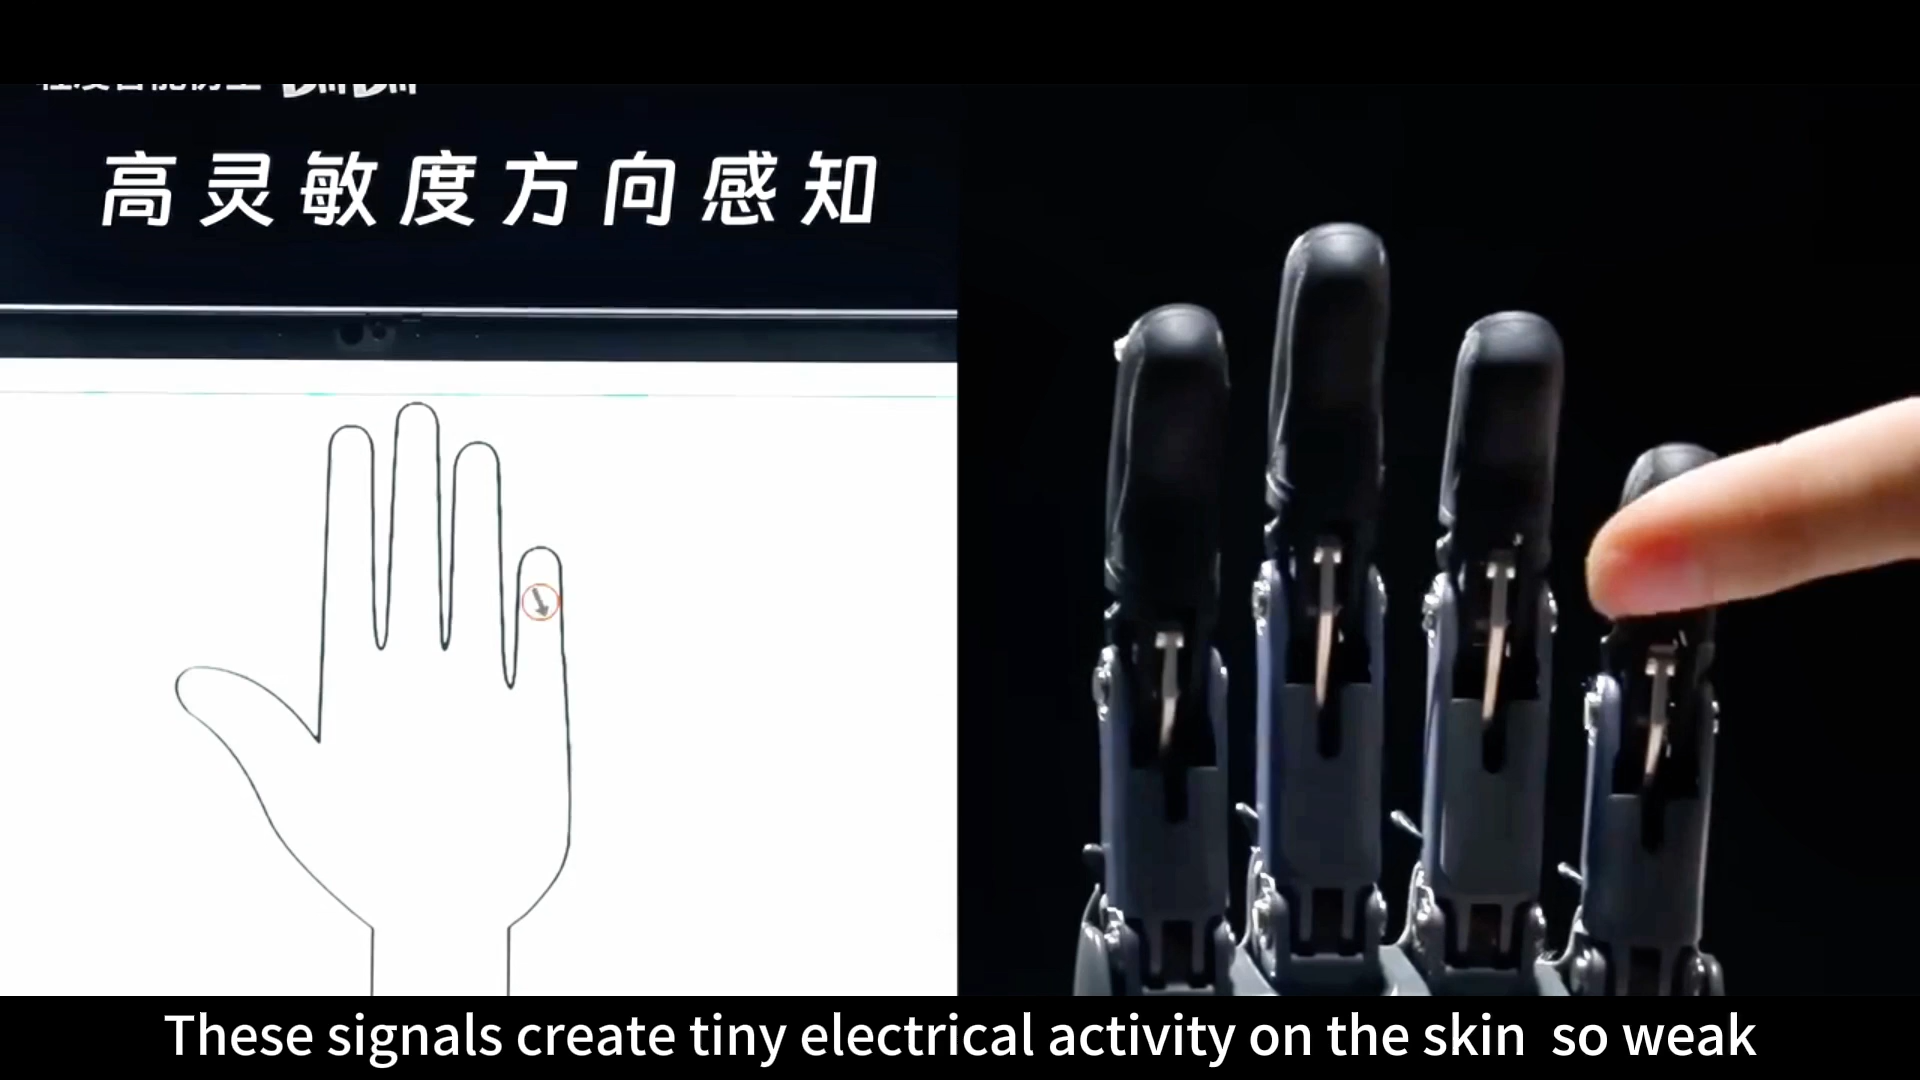 高灵敏度方向感知
These signals create tiny electrical activity on the skin so weak